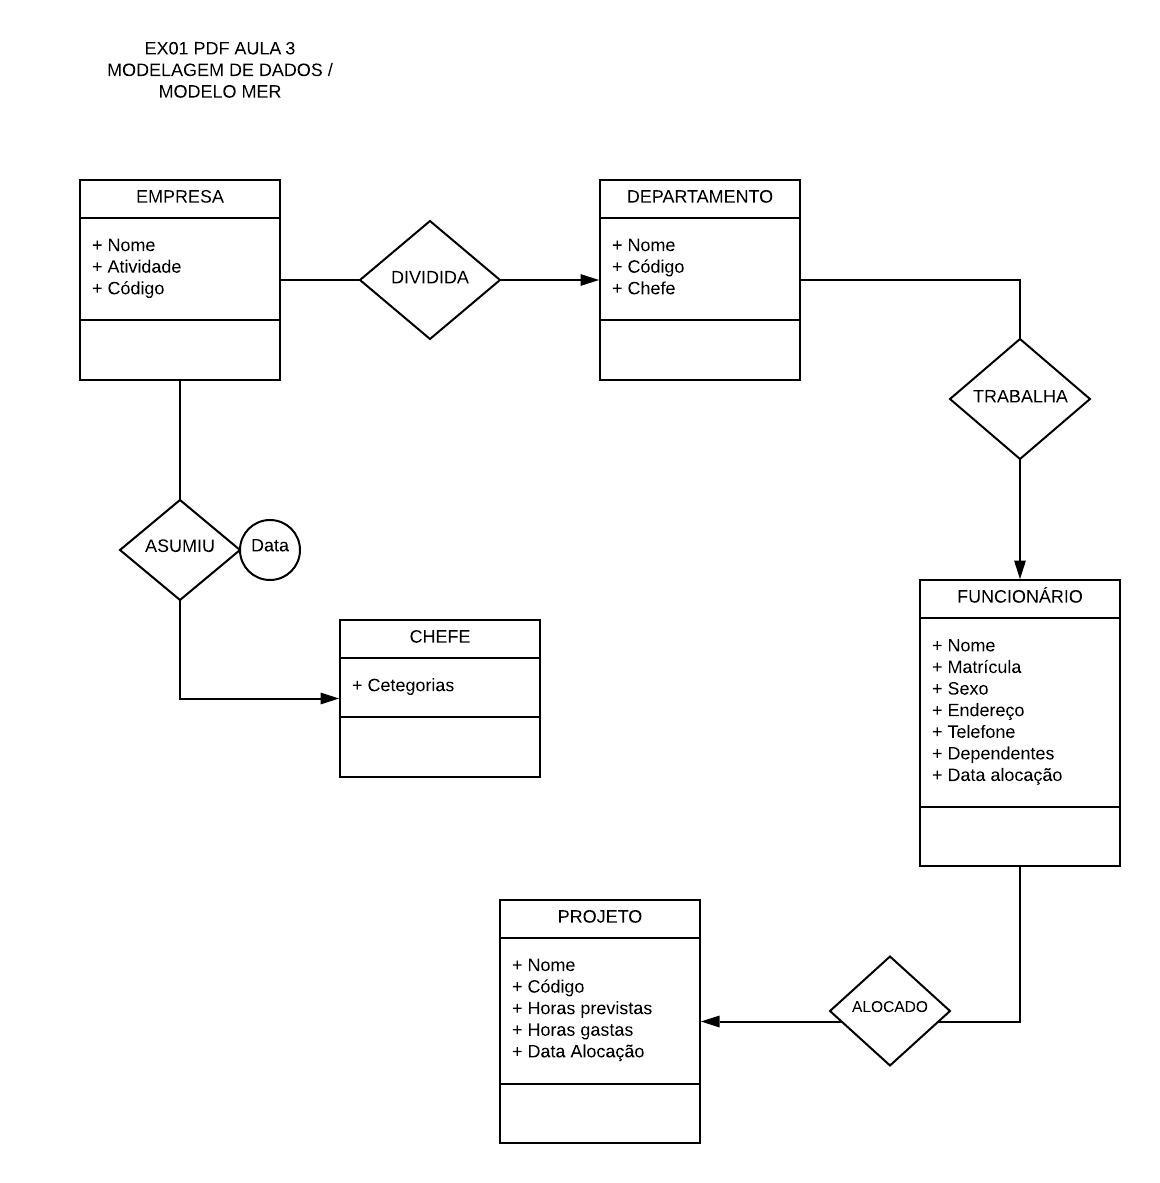 EX01 PDF AULA 3
MODELAGEM DE DADOS /
MODELO MER
EMPRESA
+ Nome
+ Atividade
+ Código
DIVIDIDA
DEPARTAMENTO
+ Nome
+ Código
+ Chefe
TRABALHA
ASUMIU
Data
CHEFE
+ Cetegorias
FUNCIONÁRIO
+ Nome
+ Matrícula
+ Sexo
+ Endereço
+ Telefone
+ Dependentes
+ Data alocação
PROJETO
+ Nome
+ Código
+ Horas previstas
+ Horas gastas
+ Data Alocação
ALOCADO